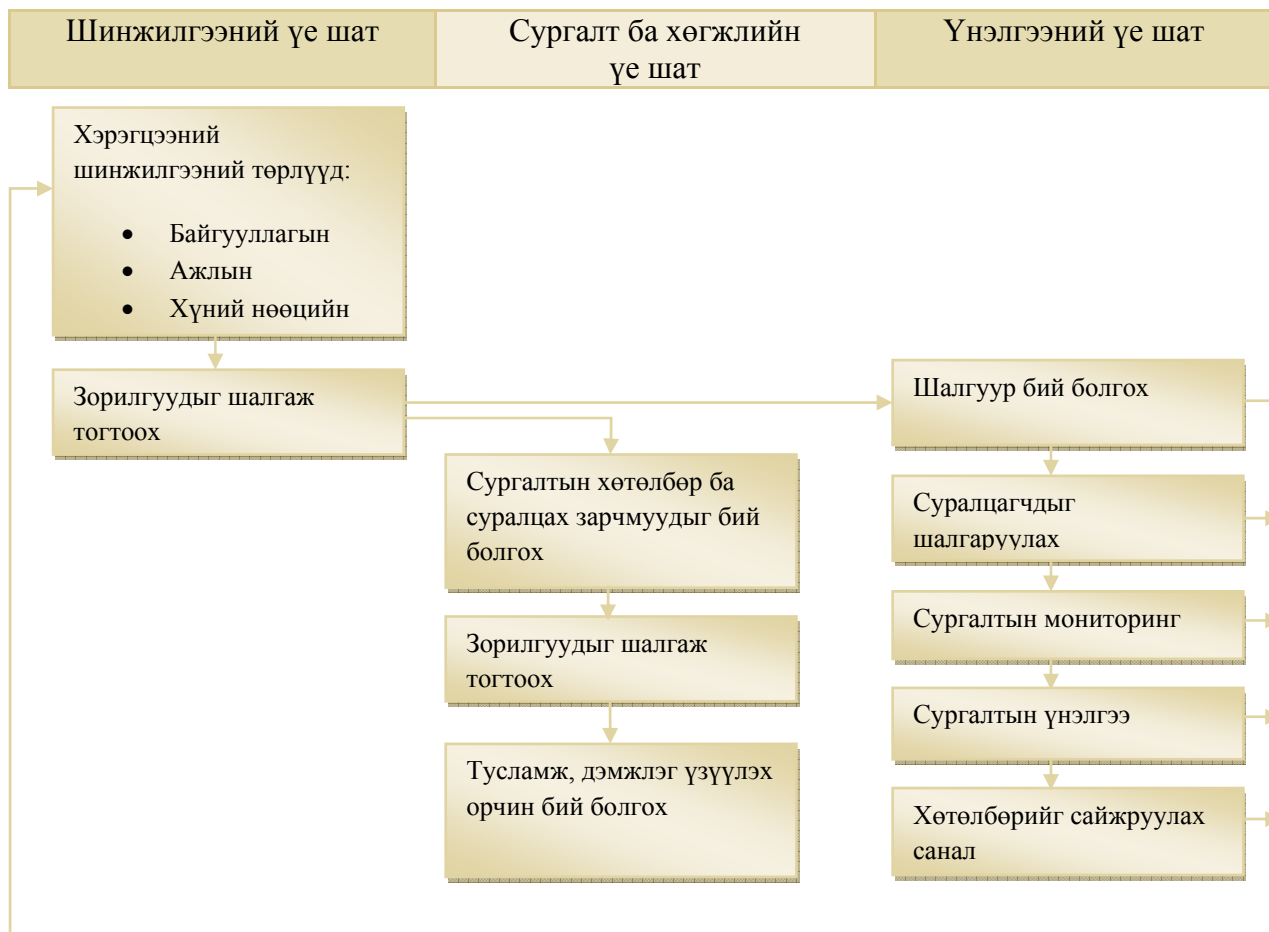 Шинжилгээний үе шат
Сургалт ба хөгжлийн
үе шат
Үнэлгээний үе шат
Хэрэгцээний
шинжилгээний төрлүүд:
• Байгууллагын
• Ажлын
• Хүний нөөцийн
Зорилгуудыг шалгаж
тогтоох
Сургалтын хөтөлбөр ба
суралцах зарчмуудыг бий
болгох
Зорилгуудыг шалгаж
тогтоох
Тусламж, дэмжлэг үзүүлэх
орчин бий болгох
Шалгуур бий болгох
Суралцагчдыг
шалгаруулах
Сургалтын мониторинг
Сургалтын үнэлгээ
Хөтөлбөрийг сайжруулах
санал